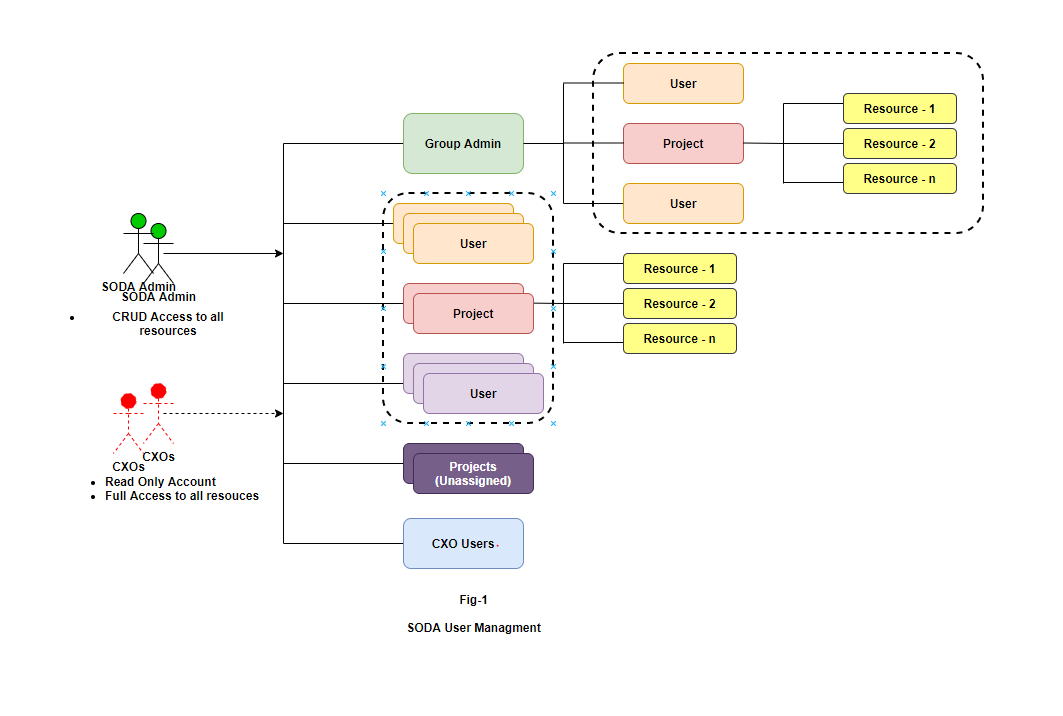 User
Resource - 1
Group Admin
Project
Resource - 2
Resource - n
User
User
SODA Admin
SODA Admin
CRUD Access to all
resources
Resource - 1
Project
Resource - 2
Resource - n
User
CXOs
CXOs
Read Only Account
Full Access to all resouces
Projects
(Unassigned)
CXO Users
Fig-1
SODA User Managment